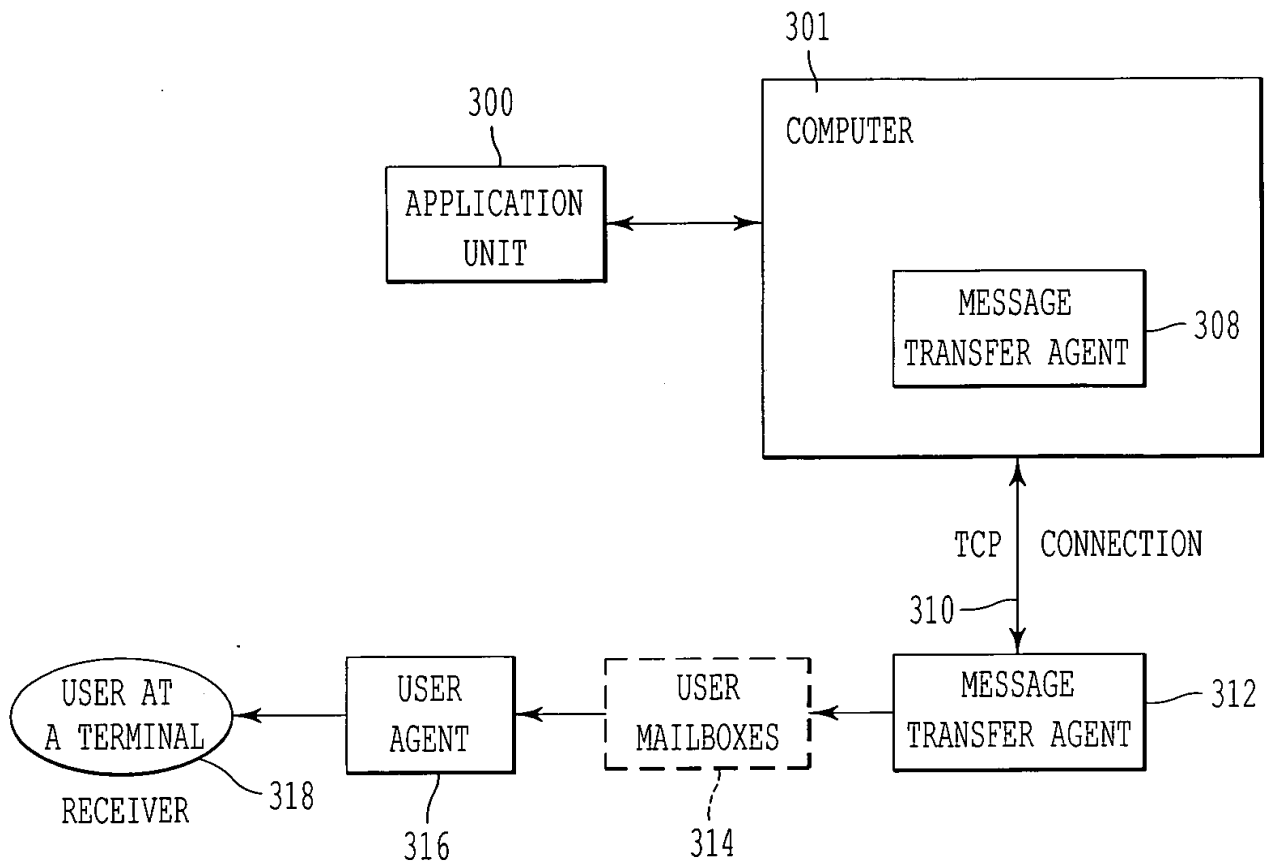 301
COMPUTER
300
APPLICATION
UNIT
MESSAGE
TRANSFER AGENT
308
TCP CONNECTION
310
MESSAGE
TRANSFER AGENT
312
USER
MAILBOXES
314
USER
AGENT
316
USER AT
A TERMINAL
318
RECEIVER